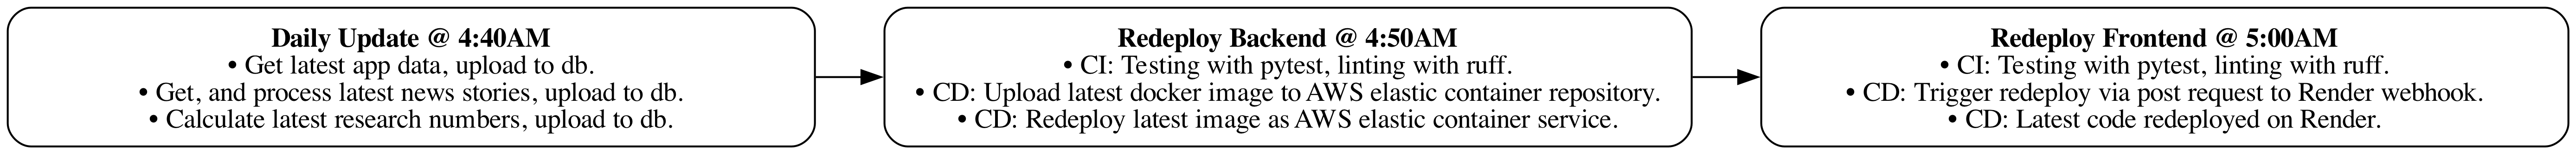 Daily Update @ 4:40AM
• Get latest app data, upload to db.
• Get, and process latest news stories, upload to db.
• Calculate latest research numbers, upload to db.
Redeploy Backend @ 4:50AM
• CI: Testing with pytest, linting with ruff.
• CD: Upload latest docker image to AWS elastic container repository.
• CD: Redeploy latest image as AWS elastic container service.
Redeploy Frontend @ 5:00AM
• CI: Testing with pytest, linting with ruff.
• CD: Trigger redeploy via post request to Render webhook.
• CD: Latest code redeployed on Render.